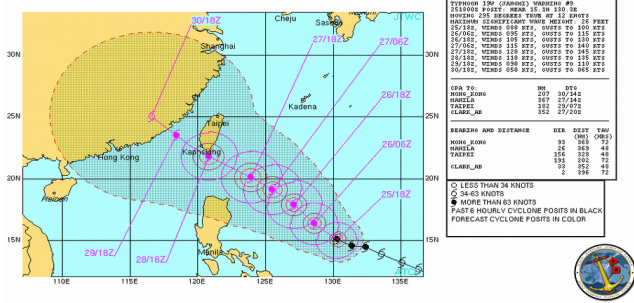 JTWC
30/18Z
Cheju
Sasebo
27/18Z
27/06Z
Shanghai
30N
Kadena
26/18Z
25N
Taipei
26/06Z
Hong Kong
Kaohsiung
25/18Z
20N
15N
Manila
29/18Z
28/18Z
ATCR
110E
115E
120E
125E
130E
135E
TYPHOON 19W (JANGMI) WARNING #9
251800Z POSIT: NEAR 15.1N 130.3E
MOVING 295 DEGREES TRUE AT 12 KNOTS
MAXIMUM SIGNIFICANT WAVE HEIGHT: 26 FEET
25/18Z, WINDS 080 KTS, GUSTS TO 100 KTS
26/06Z, WINDS 095 KTS, GUSTS TO 115 KTS
26/18Z, WINDS 105 KTS, GUSTS TO 130 KTS
27/06Z, WINDS 115 KTS, GUSTS TO 140 KTS
27/18Z, WINDS 120 KTS, GUSTS TO 145 KTS
28/18Z, WINDS 110 KTS, GUSTS TO 135 KTS
29/18Z, WINDS 090 KTS, GUSTS TO 110 KTS
30/18Z, WINDS 050 KTS, GUSTS TO 065 KTS
CPA TO: NM DTG
HONG_KONG 207 30/14Z
MANILA 367 27/14Z
TAIPEI 182 29/07Z
CLARK_AB 352 27/20Z
BEARING AND DISTANCE DIR DIST TAU
(NM) (HRS)
HONG_KONG 93 368 72
MANILA 26 369 48
TAIPEI 156 328 48
191 202 72
CLARK_AB 33 352 48
2 396 72
○ LESS THAN 34 KNOTS
34-63 KNOTS
MORE THAN 63 KNOTS
PAST 6 HOURLY CYCLONE POSITS IN BLACK
FORECAST CYCLONE POSITS IN COLOR